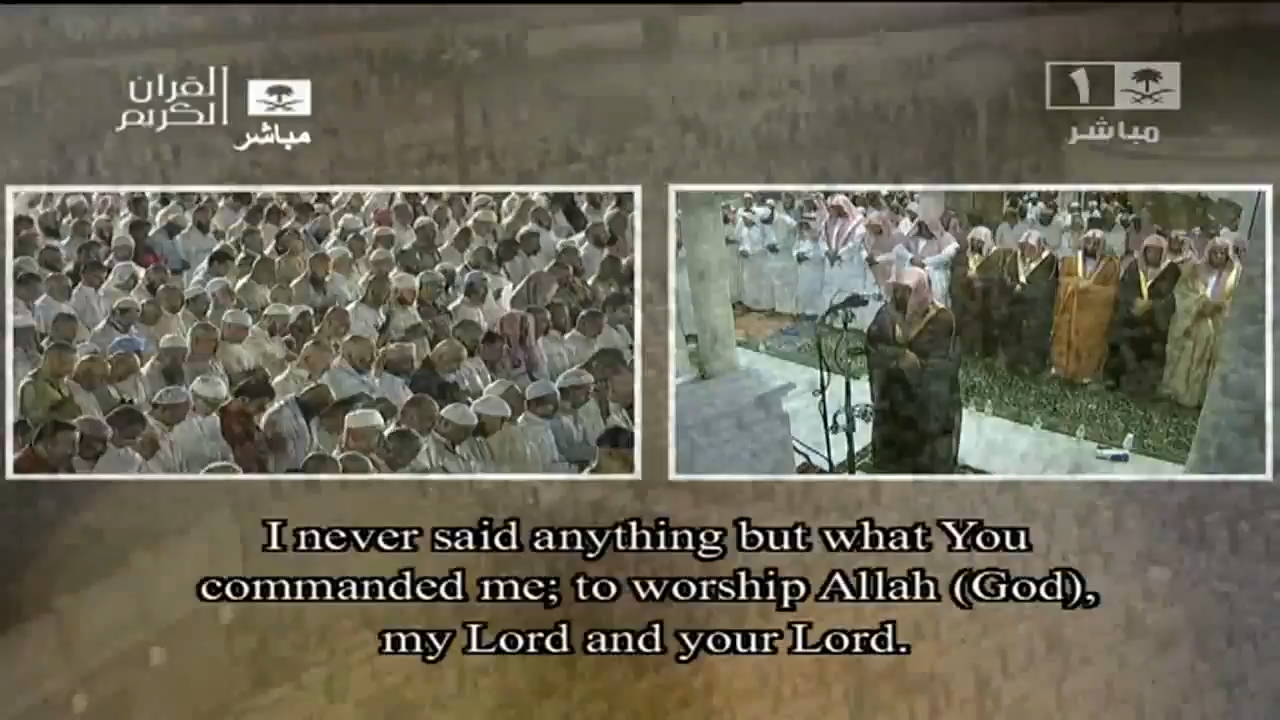 القرآن
الكريم
مباشر
١
مباشر
I never said anything but what You
commanded me; to worship Allah (God),
my Lord and your Lord.